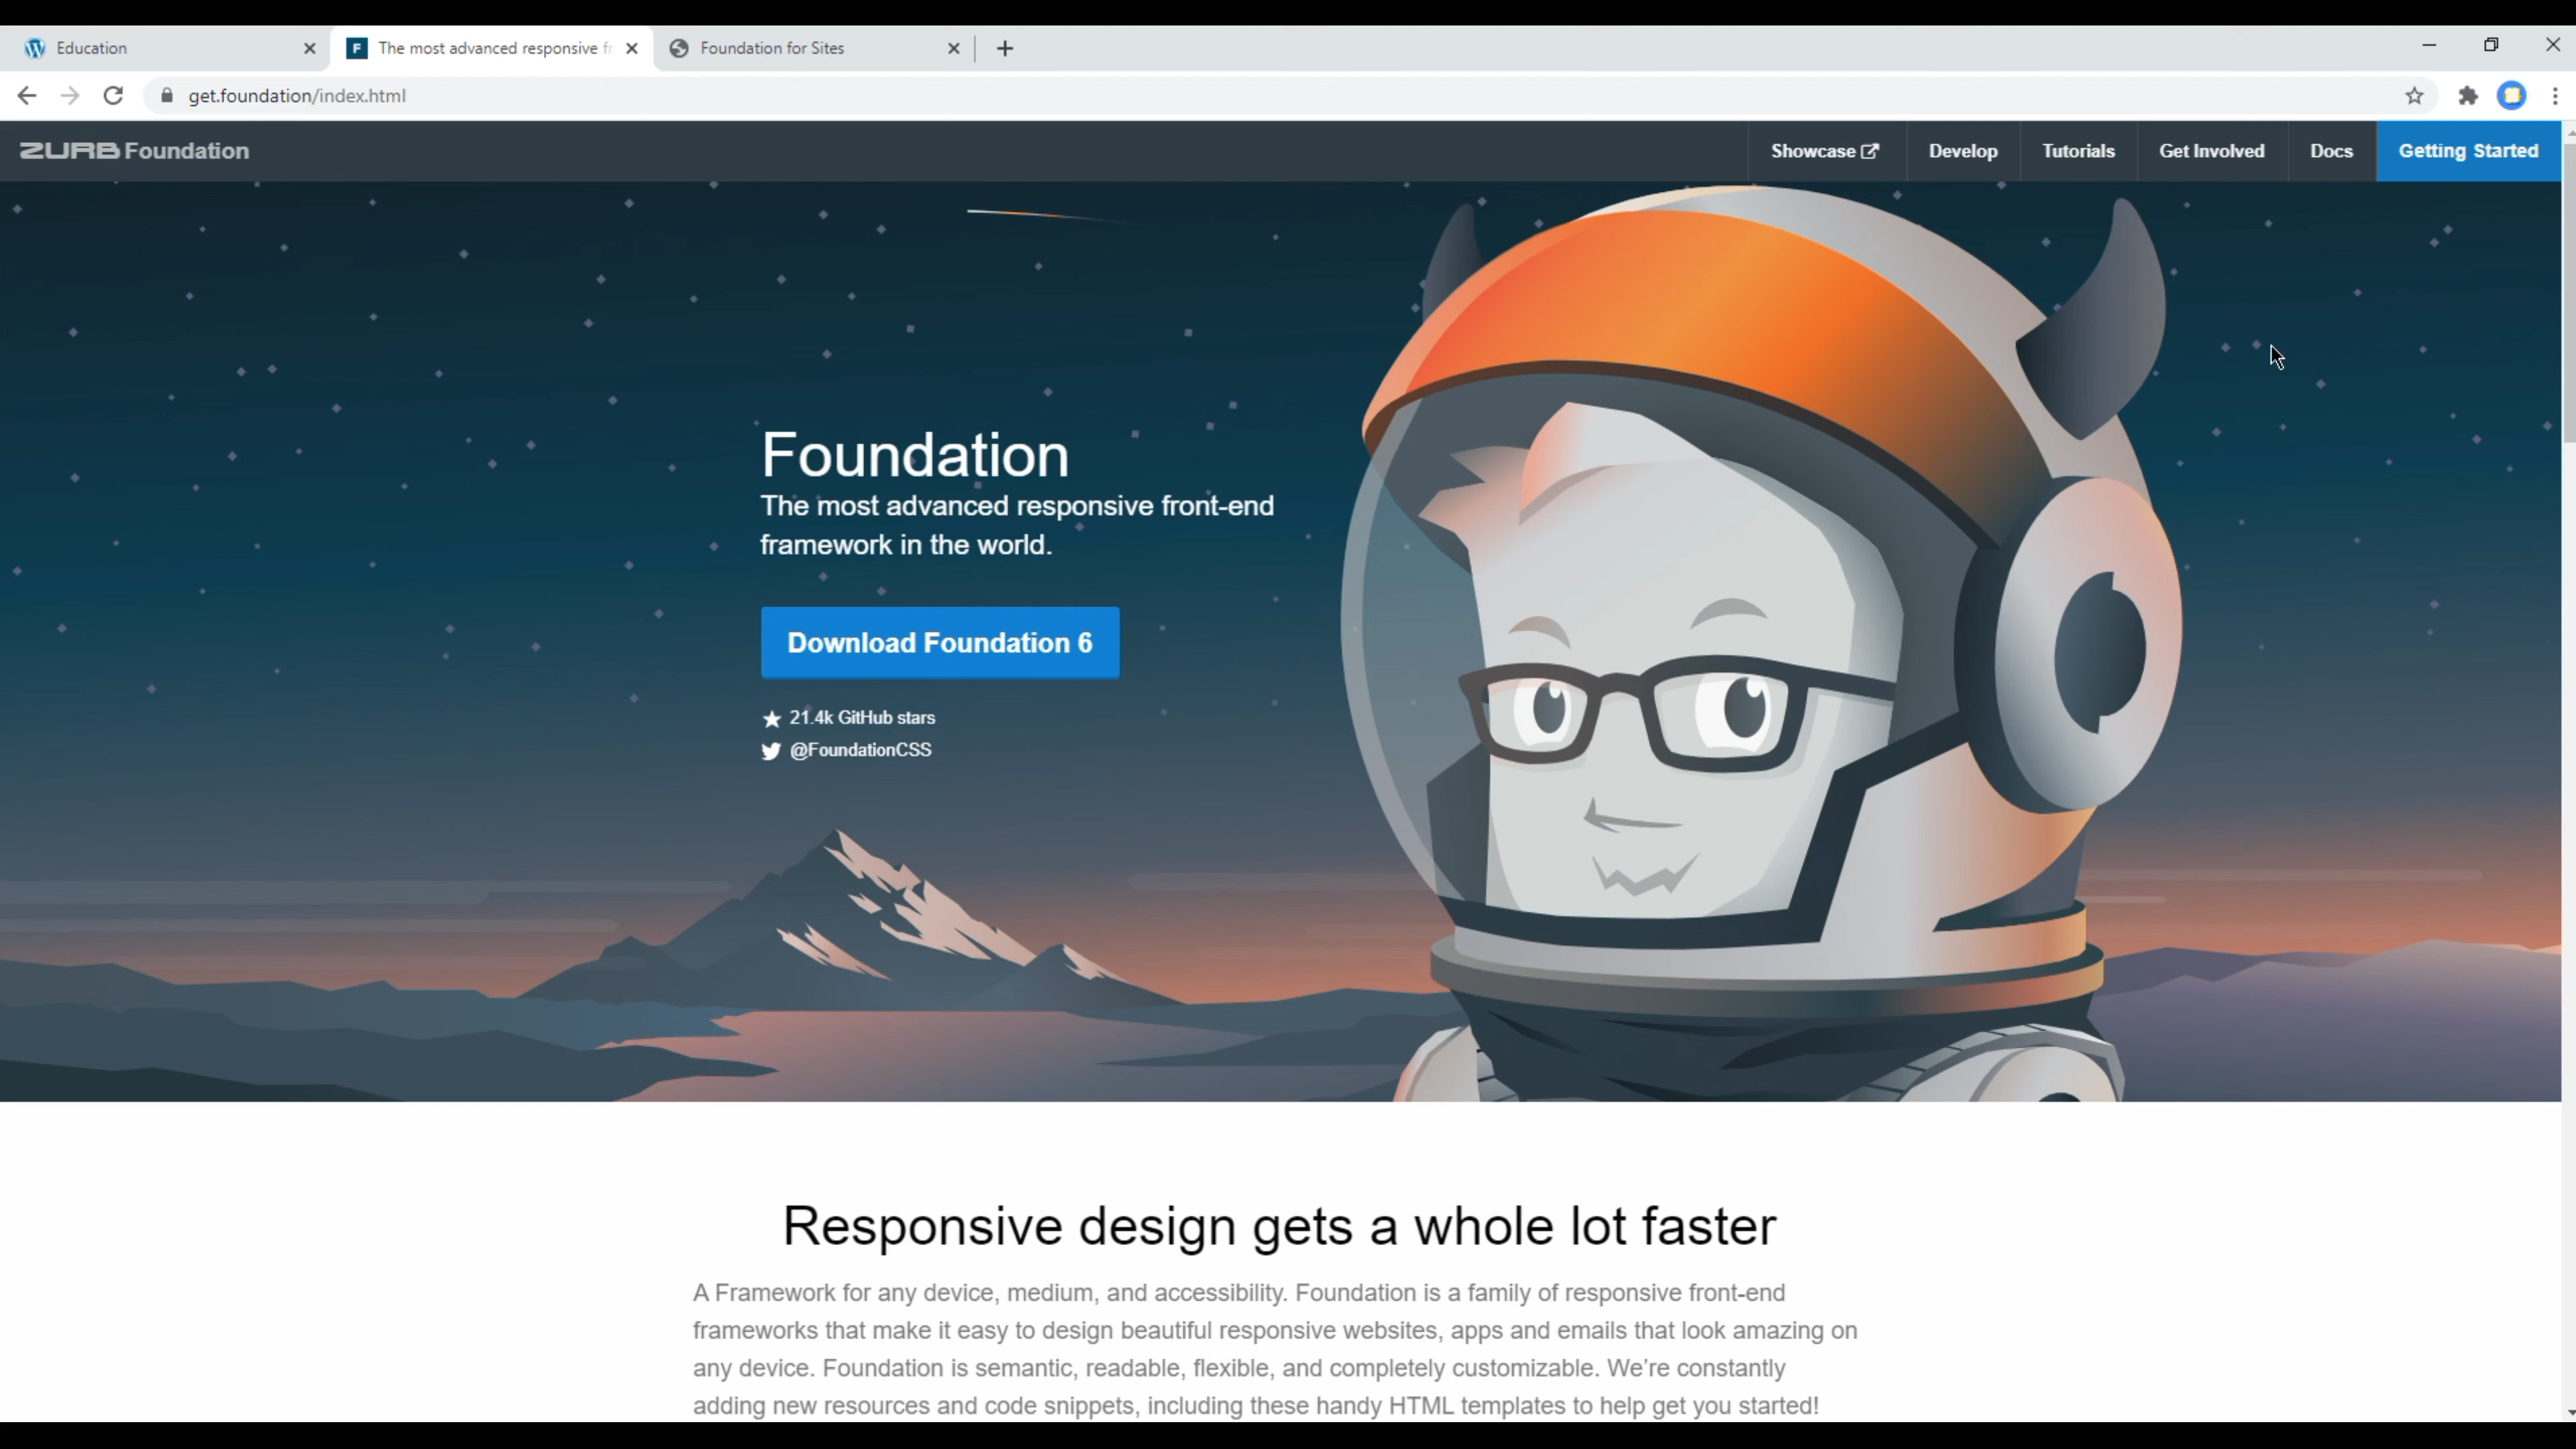 Education
The most advanced responsive fr
Foundation for Sites
get.foundation/index.html
ZURB Foundation
Showcase
Develop
Tutorials
Get Involved
Docs
Getting Started
Foundation
The most advanced responsive front-end
framework in the world.
Download Foundation 6
21.4k GitHub stars
@FoundationCSS
Responsive design gets a whole lot faster
A Framework for any device, medium, and accessibility. Foundation is a family of responsive front-end
frameworks that make it easy to design beautiful responsive websites, apps and emails that look amazing on
any device. Foundation is semantic, readable, flexible, and completely customizable. We're constantly
adding new resources and code snippets, including these handy HTML templates to help get you started!